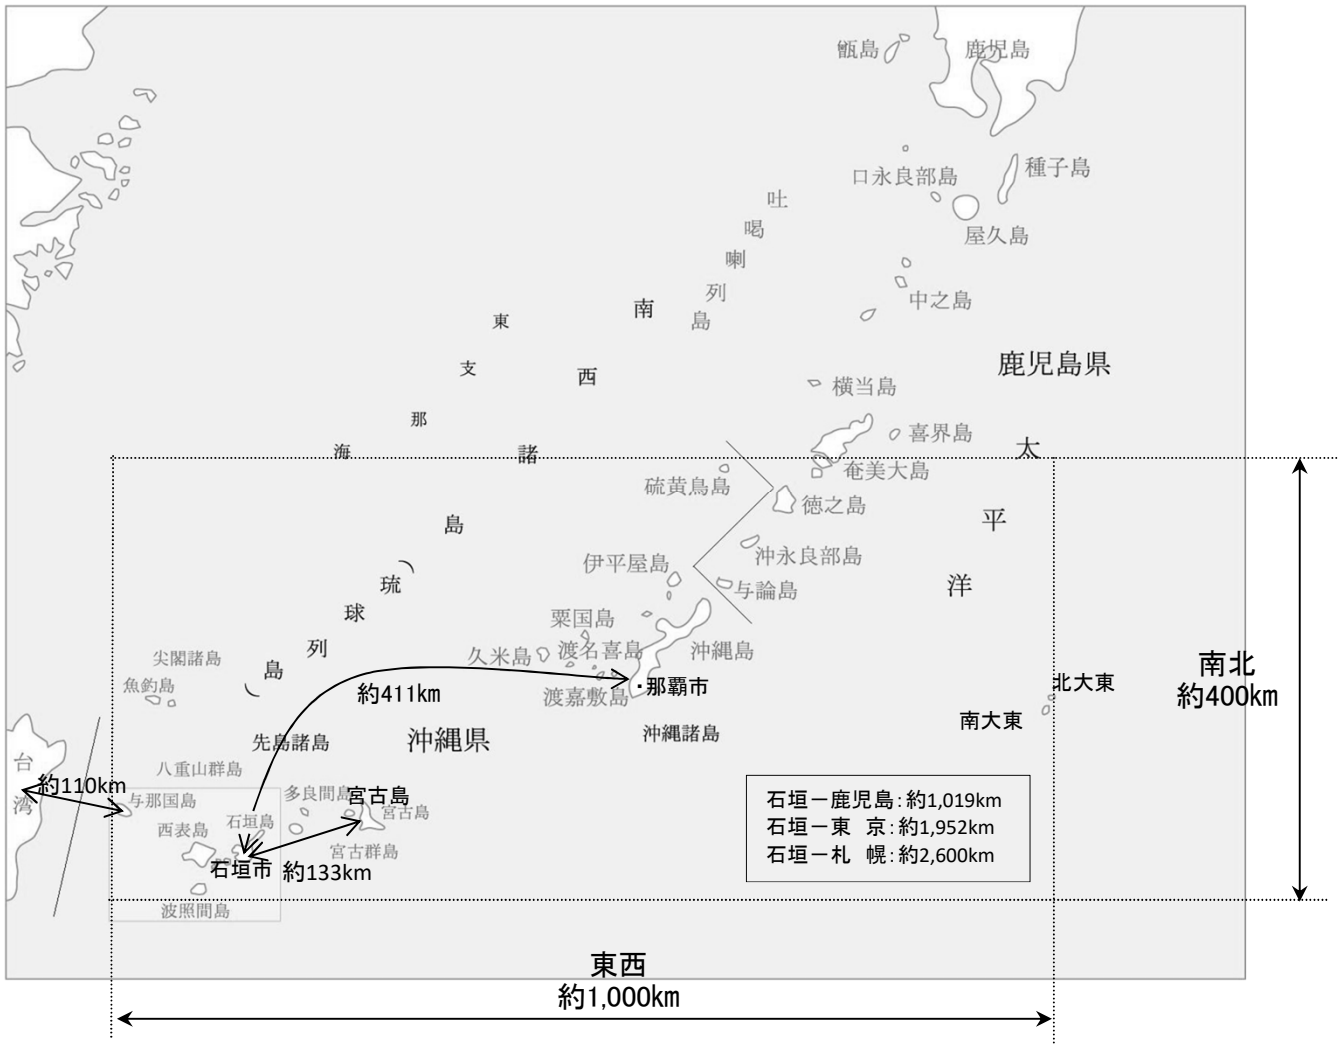 甑島
鹿児島
種子島
口永良部島
屋久島
吐喝喇列島
中之島
南西諸島
東支那海
鹿児島県
横当島
喜界島
奄美大島
太平洋
硫黄鳥島
徳之島
沖永良部島
与論島
伊平屋島
(琉球列島)
粟国島
渡名喜島
久米島
沖縄島
渡嘉敷島
・那覇市
約411km
尖閣諸島
魚釣島
先島諸島
沖縄県
沖縄諸島
北大東
南大東
南北
約400km
台湾
約110km
八重山群島
与那国島
西表島
石垣島
石垣市
多良間島
宮古島
宮古島
宮古群島
約133km
波照間島
石垣－鹿児島：約1,019km
石垣－東　京：約1,952km
石垣－札　幌：約2,600km
東西
約1,000km